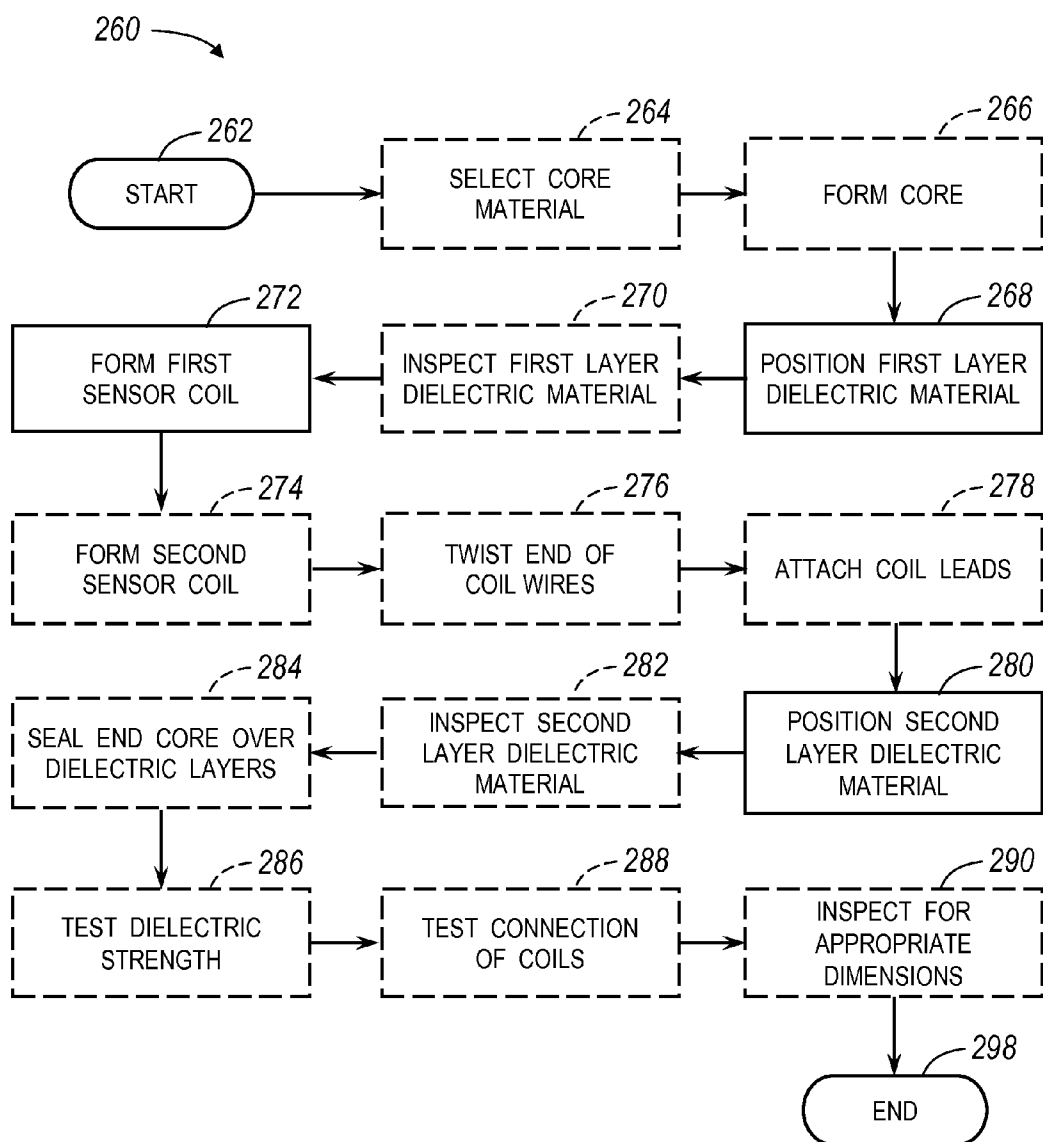 260
262
START
264
SELECT CORE
MATERIAL
266
FORM CORE
268
POSITION FIRST LAYER
DIELECTRIC MATERIAL
270
INSPECT FIRST LAYER
DIELECTRIC MATERIAL
272
FORM FIRST
SENSOR COIL
274
FORM SECOND
SENSOR COIL
276
TWIST END OF
COIL WIRES
278
ATTACH COIL LEADS
280
POSITION SECOND
LAYER DIELECTRIC
MATERIAL
282
INSPECT SECOND
LAYER DIELECTRIC
MATERIAL
284
SEAL END CORE OVER
DIELECTRIC LAYERS
286
TEST DIELECTRIC
STRENGTH
288
TEST CONNECTION
OF COILS
290
INSPECT FOR
APPROPRIATE
DIMENSIONS
298
END